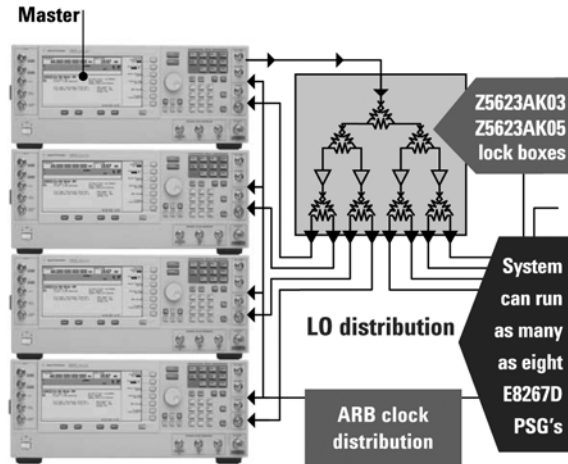 Master
Z5623AK03
Z5623AK05
lock boxes
LO distribution
System
can run
as many
as eight
E8267D
PSG's
ARB clock
distribution